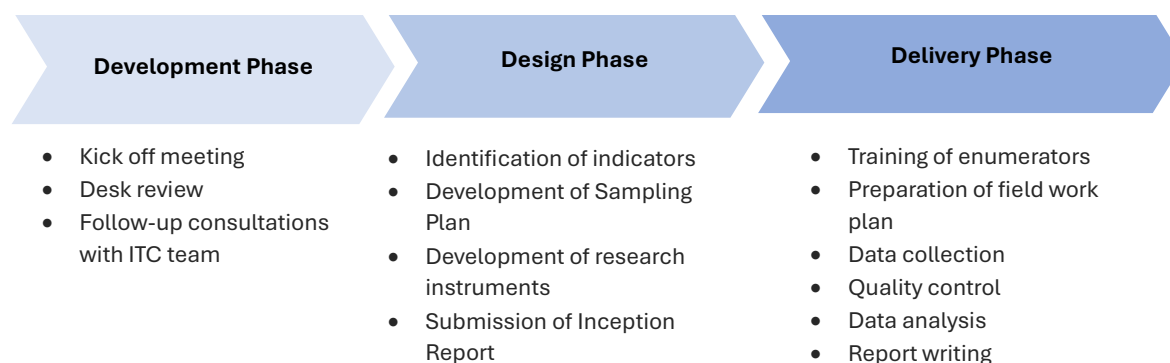 Development Phase
Design Phase
Delivery Phase
• Kick off meeting
• Desk review
• Follow-up consultations
with ITC team
• Identification of indicators
• Development of Sampling
Plan
• Development of research
instruments
• Submission of Inception
Report
• Training of enumerators
• Preparation of field work
plan
• Data collection
• Quality control
• Data analysis
• Report writing